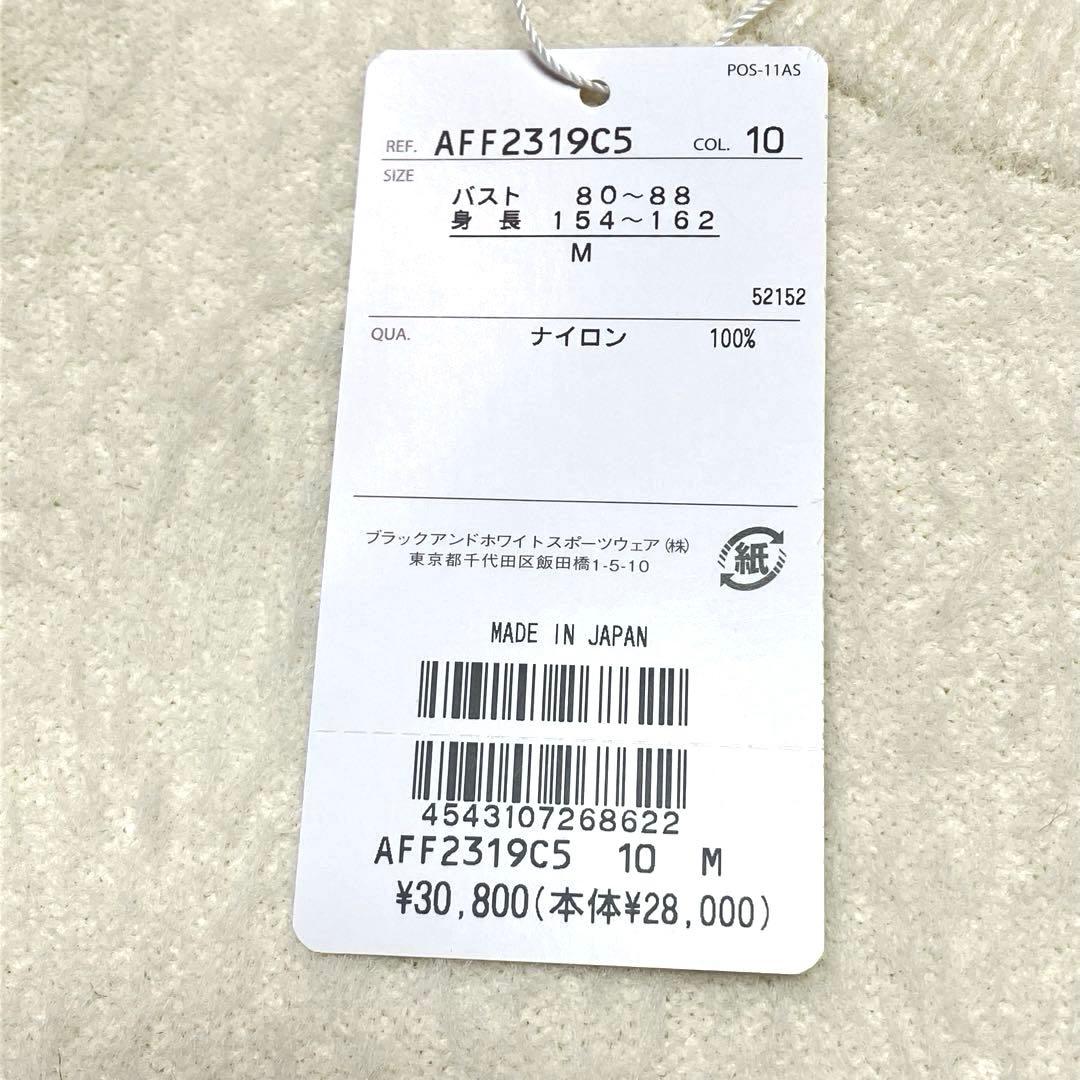 POS-11AS
REF. AFF2319C5 COL. 10
SIZE
バスト 80～88
身長 154～162
M
52152
QUA. ナイロン 100%
ブラックアンドホワイトスポーツウェア(株)
東京都千代田区飯田橋1-5-10
紙
MADE IN JAPAN
4543107268622
AFF2319C5 10 M
¥30,800(本体¥28,000)